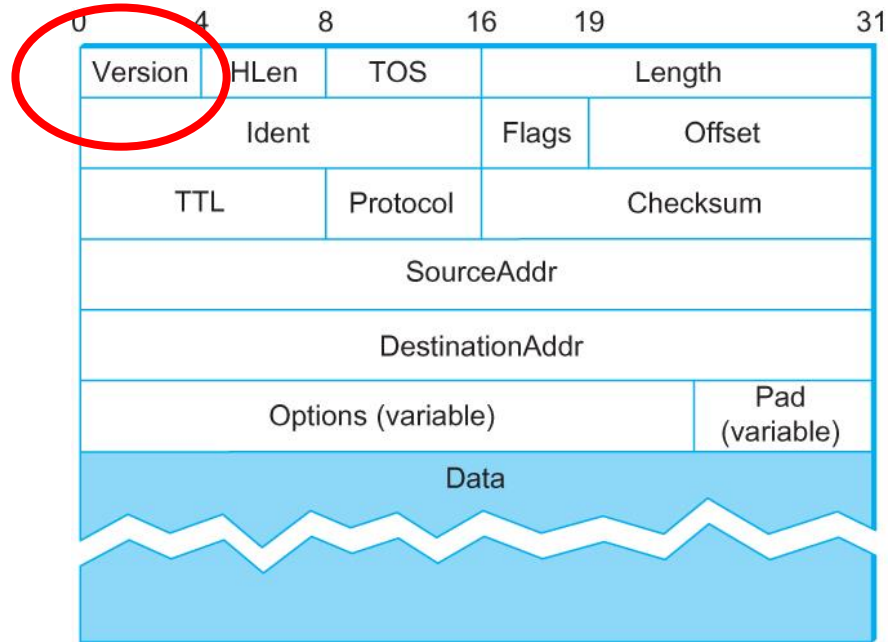 0 4 8 16 19 31
Version HLen TOS Length
Ident Flags Offset
TTL Protocol Checksum
SourceAddr
DestinationAddr
Options (variable) Pad (variable)
Data